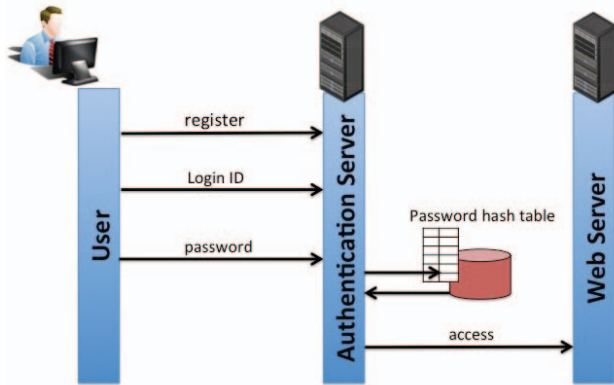 register
Login ID
password
Password hash table
access
User
Authentication Server
Web Server